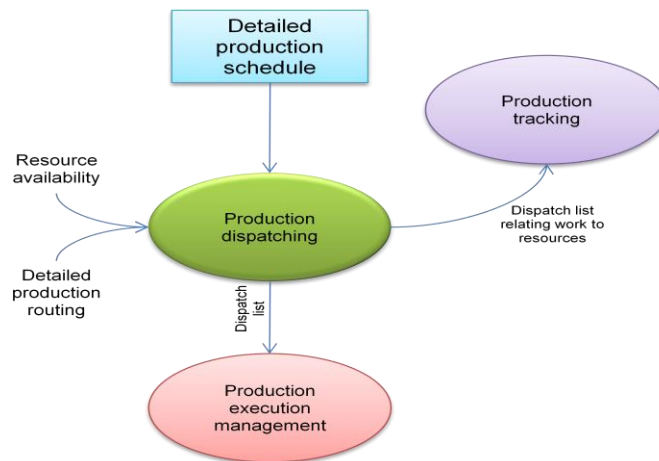 Detailed
production
schedule
Production
tracking
Resource
availability
Production
dispatching
Dispatch list
relating work to
resources
Detailed
production
routing
Dispatch
list
Production
execution
management